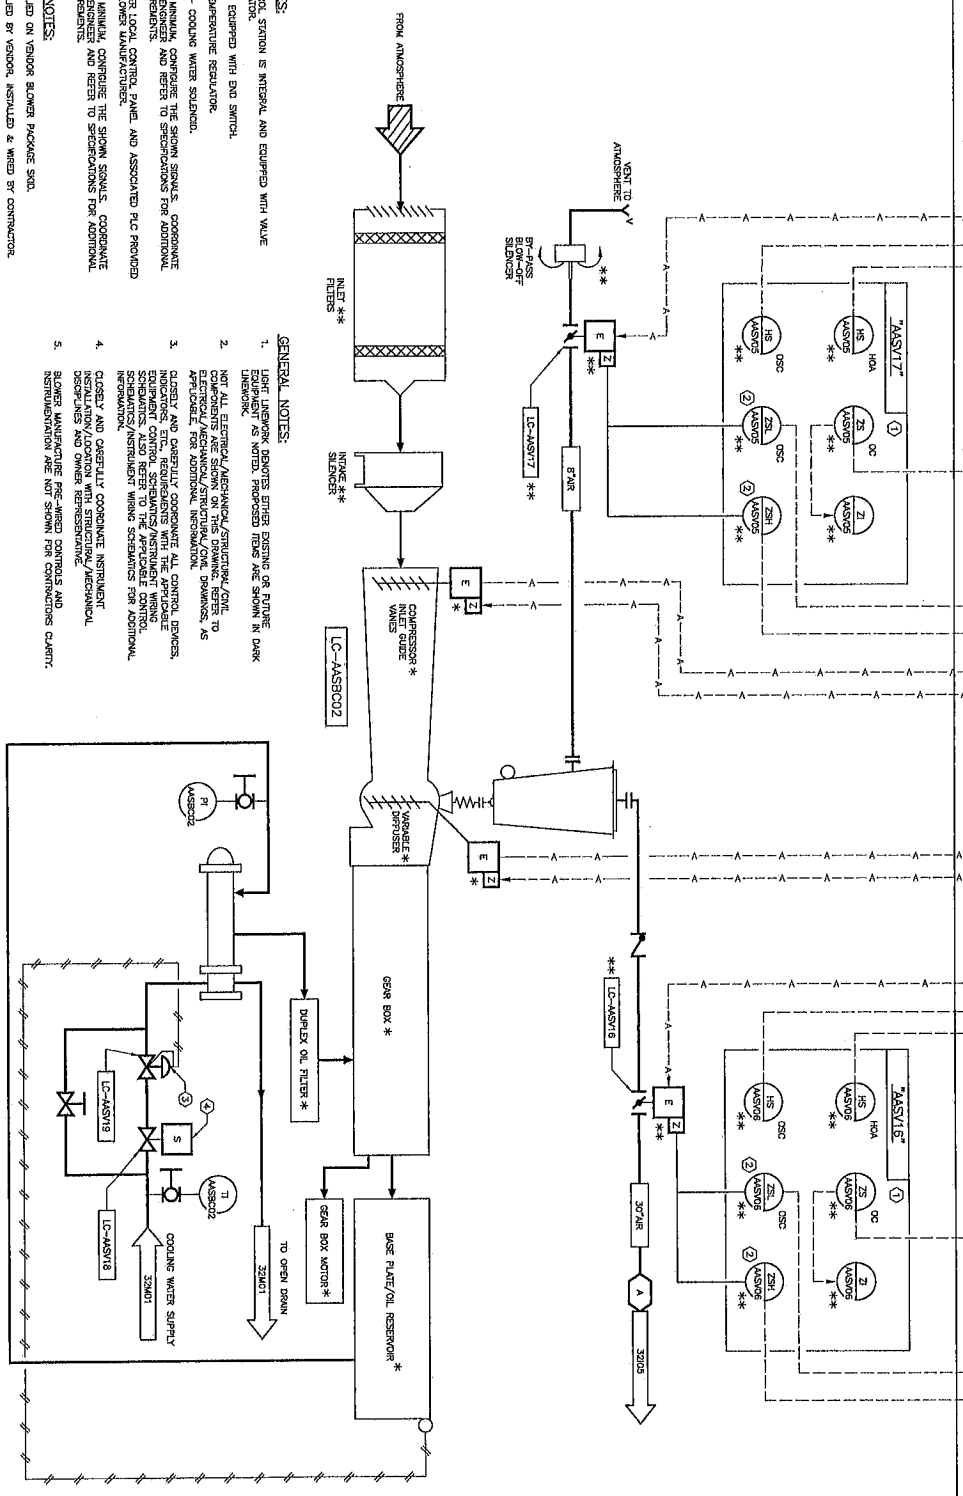 "AASV17"
1
HS
AASV05
**
HOA
HS
AASV05
**
OSC
ZS
AASV05
**
OC
2
ZSL
AASV05
**
ZI
AASV05
2
ZSH
AASV05
**
"AASV16"
1
HS
AASV06
**
HOA
HS
AASV06
**
OSC
ZS
AASV06
**
OC
2
ZSL
AASV06
**
OSC
ZI
AASV06
2
ZSH
AASV06
**
VENT TO
ATMOSPHERE
V
BY-PASS
BLOW-OFF
SILENCER
**
E
Z
**
LC-AASV17
**
8"AIR
E
Z
**
LC-AASV16
**
30"AIR
A
32I05
FROM ATMOSPHERE
INLET **
FILTERS
INTAKE **
SILENCER
E
Z
*
COMPRESSOR *
INLET GUIDE
VANES
LC-AASBC02
E
Z
*
VARIABLE *
DIFFUSER
GEAR BOX *
BASE PLATE/OIL RESERVOIR *
GEAR BOX MOTOR *
DUPLEX OIL FILTER *
PI
AASBC02
TO OPEN DRAIN
32M01
3
LC-AASV19
4
S
LC-AASV18
TI
AASBC02
COOLING WATER SUPPLY
32M01
GENERAL NOTES:
1. LIGHT LINEWORK DENOTES EITHER EXISTING OR FUTURE
EQUIPMENT AS NOTED. PROPOSED ITEMS ARE SHOWN IN DARK
LINEWORK.
2. NOT ALL ELECTRICAL/MECHANICAL/STRUCTURAL/CIVIL
COMPONENTS ARE SHOWN ON THIS DRAWING. REFER TO
ELECTRICAL/MECHANICAL/STRUCTURAL/CIVIL DRAWINGS, AS
APPLICABLE, FOR ADDITIONAL INFORMATION.
3. CLOSELY AND CAREFULLY COORDINATE ALL CONTROL DEVICES,
INDICATORS, ETC., REQUIREMENTS WITH THE APPLICABLE
EQUIPMENT CONTROL SCHEMATICS/INSTRUMENT WIRING
SCHEMATICS. ALSO REFER TO THE APPLICABLE CONTROL
SCHEMATICS/INSTRUMENT WIRING SCHEMATICS FOR ADDITIONAL
INFORMATION.
4. CLOSELY AND CAREFULLY COORDINATE INSTRUMENT
INSTALLATION/LOCATION WITH STRUCTURAL/MECHANICAL
DISCIPLINES AND OWNER REPRESENTATIVE.
5. BLOWER MANUFACTURE PRE-WIRED CONTROLS AND
INSTRUMENTATION ARE NOT SHOWN FOR CONTRACTORS CLARITY.
STATION IS INTEGRAL AND EQUIPPED WITH VALVE
EQUIPPED WITH END SWITCH.
TEMPERATURE REGULATOR.
- COOLING WATER SOLENOID.
MINIMUM, CONFIGURE THE SHOWN SIGNALS. COORDINATE
ENGINEER AND REFER TO SPECIFICATIONS FOR ADDITIONAL
LOCAL CONTROL PANEL AND ASSOCIATED PLC PROVIDED
MANUFACTURER.
MINIMUM, CONFIGURE THE SHOWN SIGNALS. COORDINATE
ENGINEER AND REFER TO SPECIFICATIONS FOR ADDITIONAL
NOTES:
ON VENDOR BLOWER PACKAGE SKID.
BY VENDOR, INSTALLED & WIRED BY CONTRACTOR.